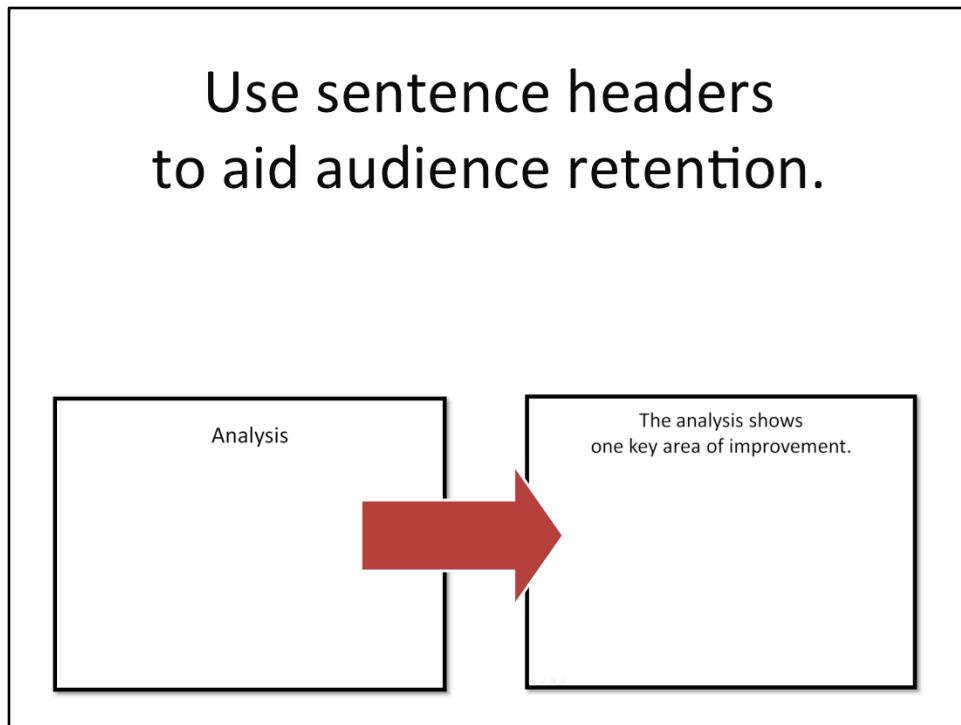 Use sentence headers
to aid audience retention.
Analysis
The analysis shows
one key area of improvement.